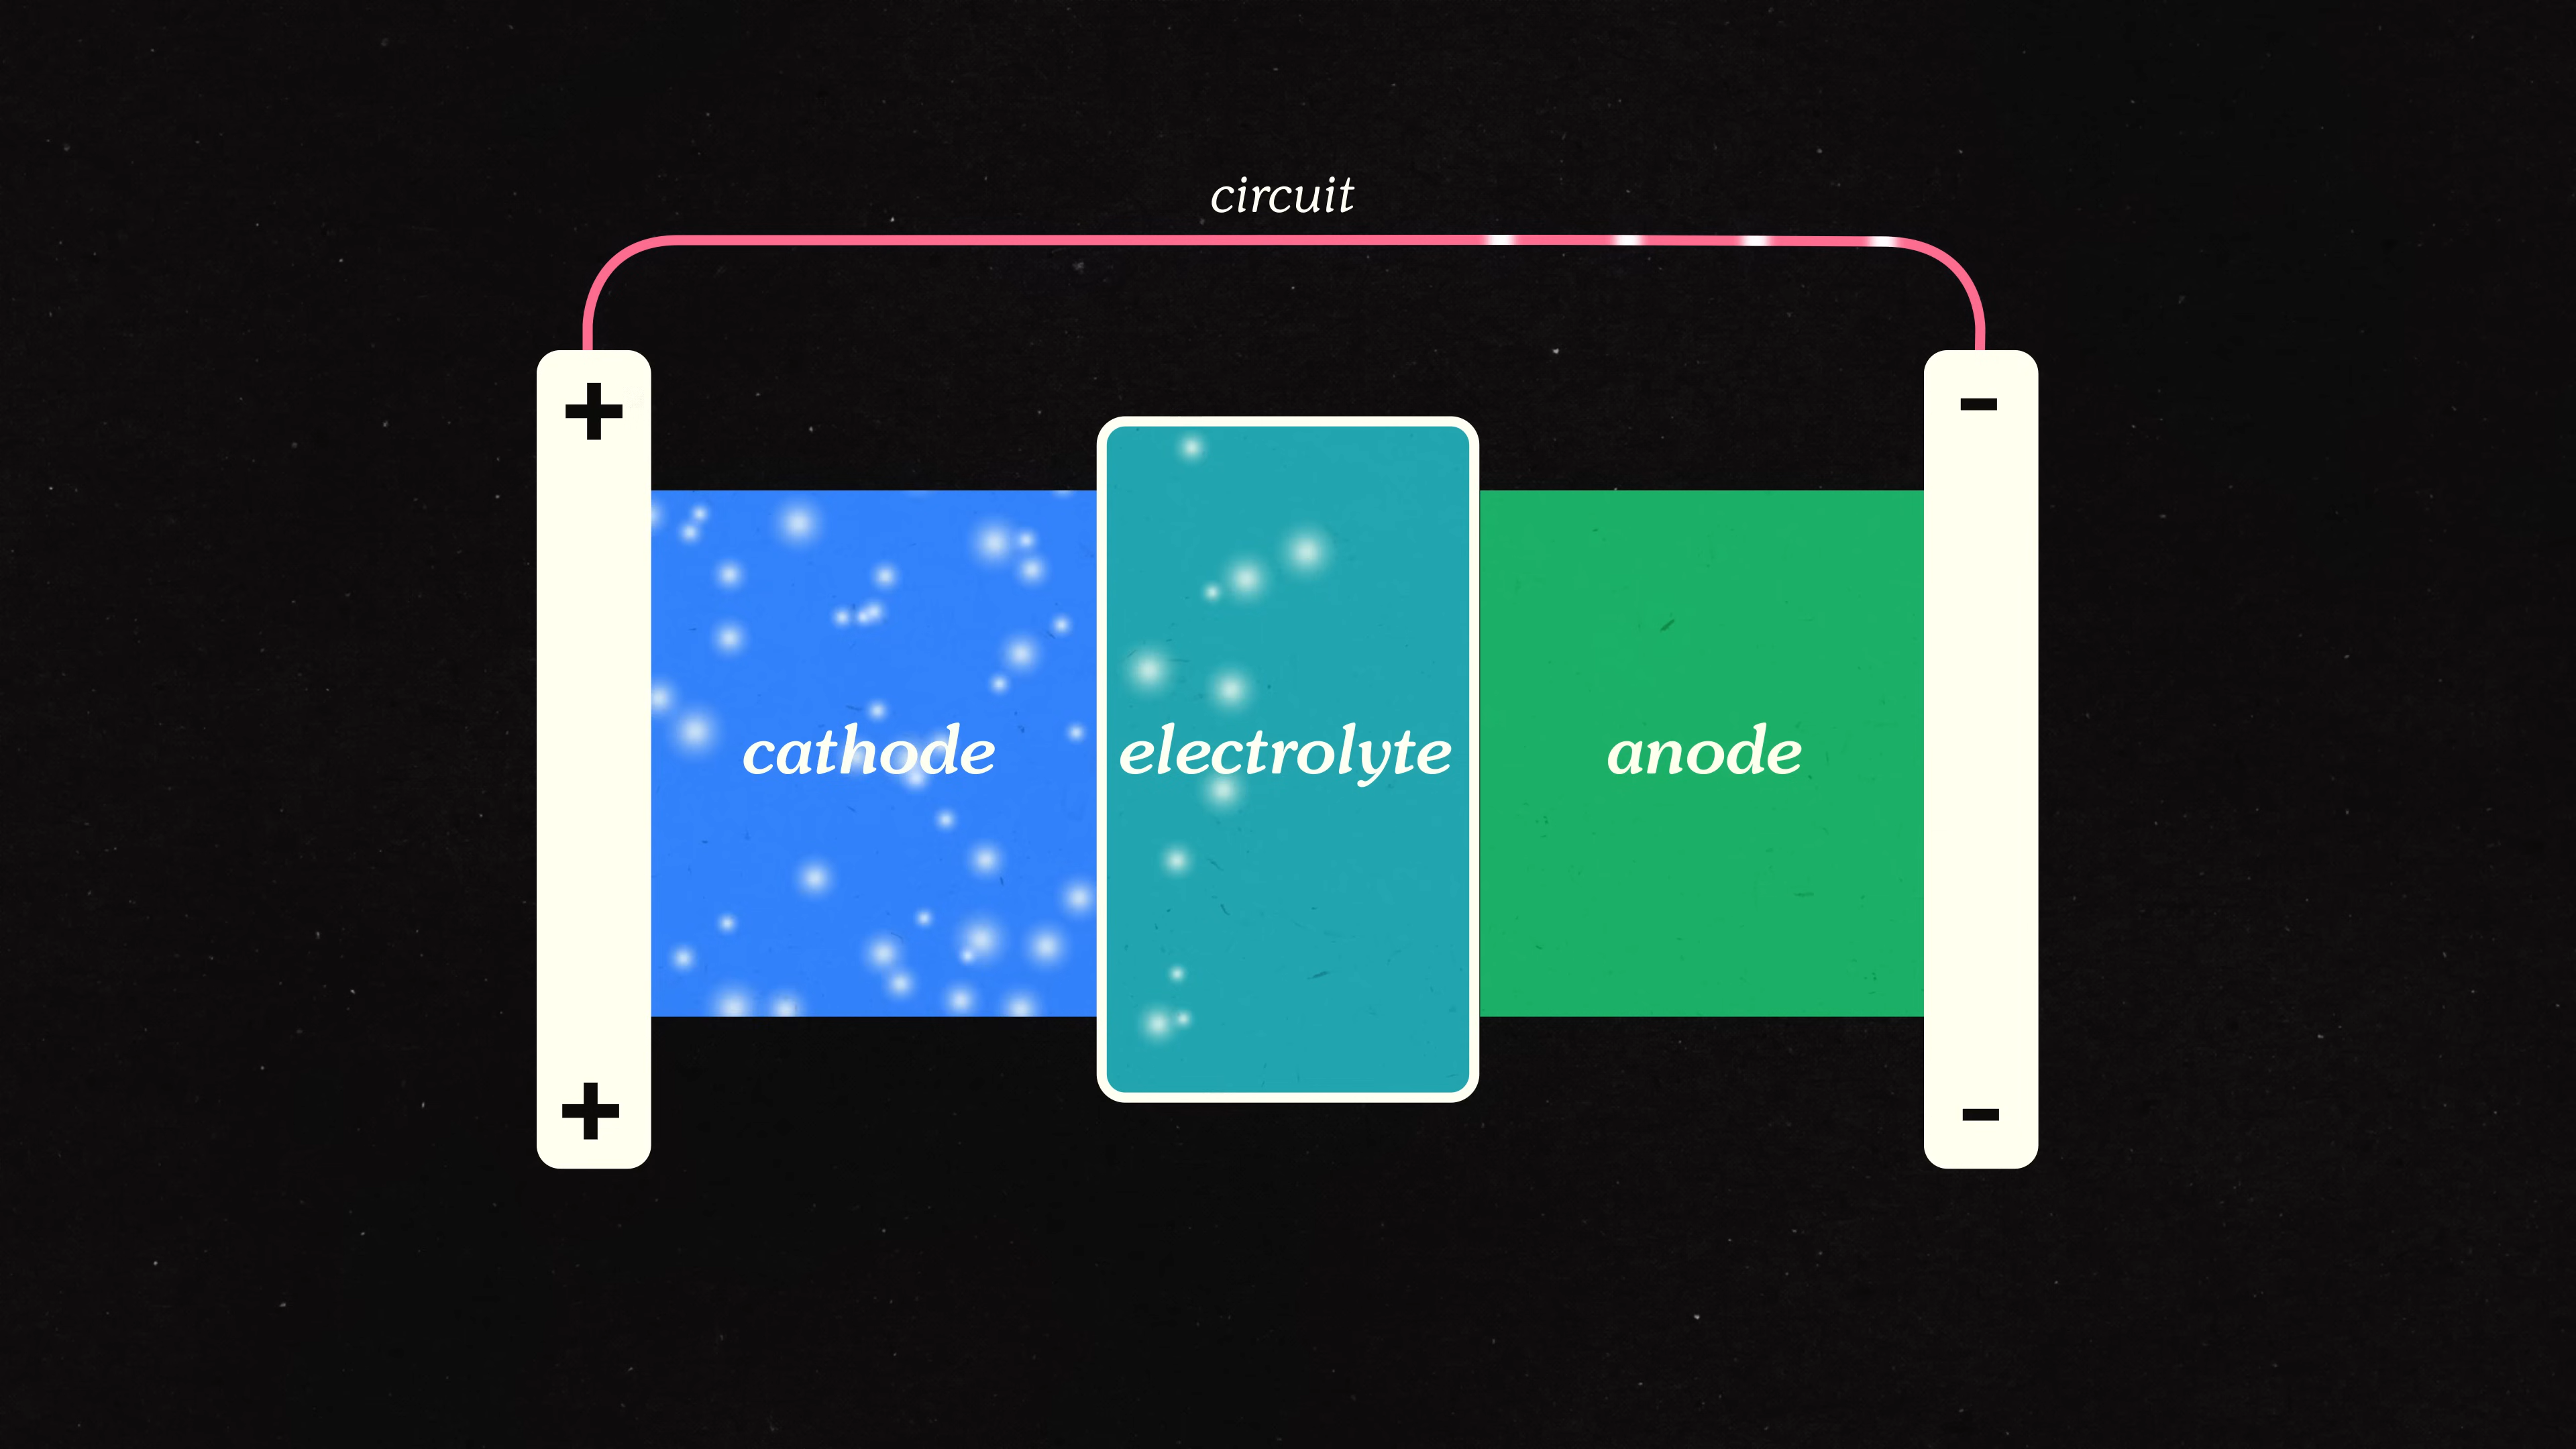 circuit
+
-
cathode
electrolyte
anode
+
-